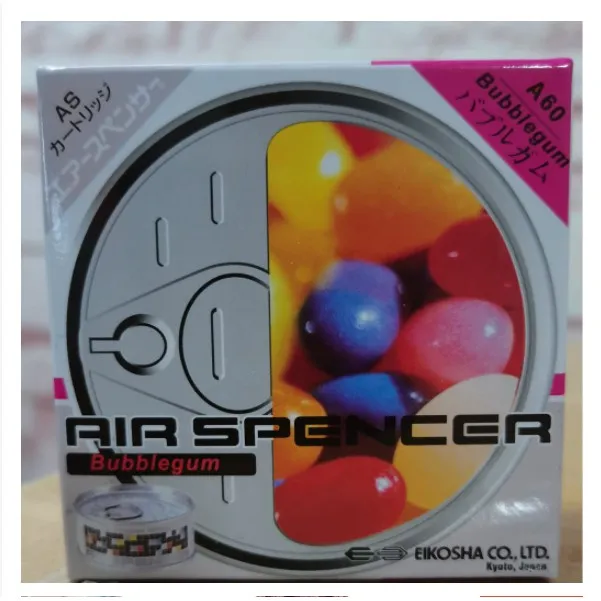 AS
カートリッジ
エアースペンサー
A60
Bubblegum
バブルガム
AIR SPENCER
Bubblegum
EIKOSHA CO., LTD.
Kyoto, Japan